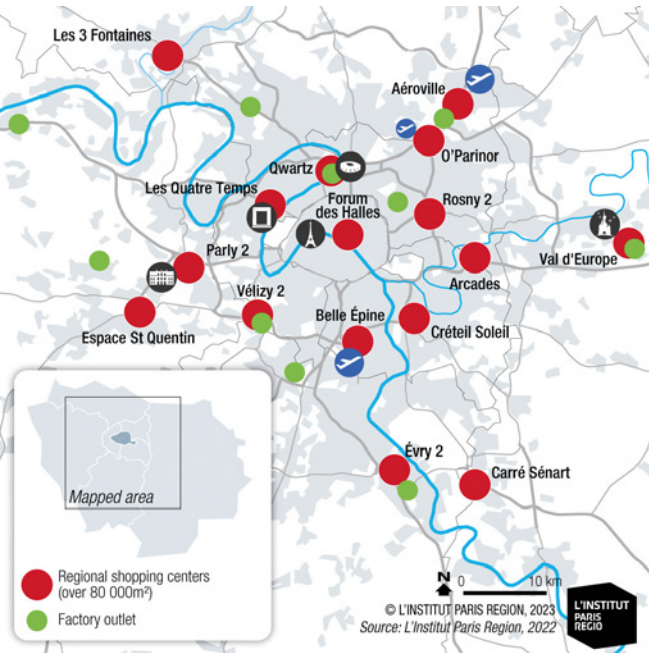 Les 3 Fontaines
Aéroville
O'Parinor
Qwartz
Les Quatre Temps
Forum
des Halles
Rosny 2
Parly 2
Val d'Europe
Arcades
Vélizy 2
Belle Épine
Créteil Soleil
Espace St Quentin
Mapped area
Évry 2
Carré Sénart
Regional shopping centers
(over 80 000m²)
Factory outlet
N
0 10 km
© L'INSTITUT PARIS REGION, 2023
Source: L'Institut Paris Region, 2022
L'INSTITUT
PARIS
REGIO